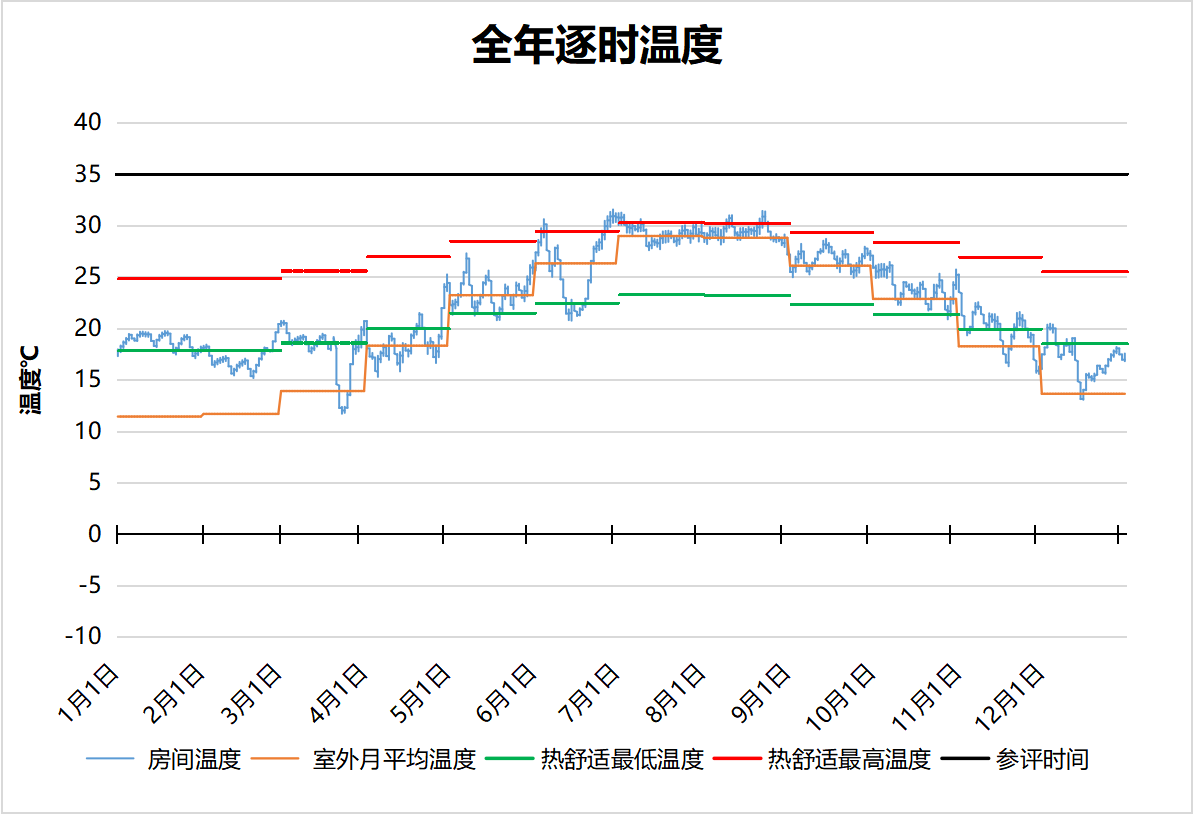 全年逐时温度
40
35
30
25
20
15
10
5
0
-5
-10
温度℃
1月1日
2月1日
3月1日
4月1日
5月1日
6月1日
7月1日
8月1日
9月1日
10月1日
11月1日
12月1日
房间温度 室外月平均温度 热舒适最低温度 热舒适最高温度 参评时间